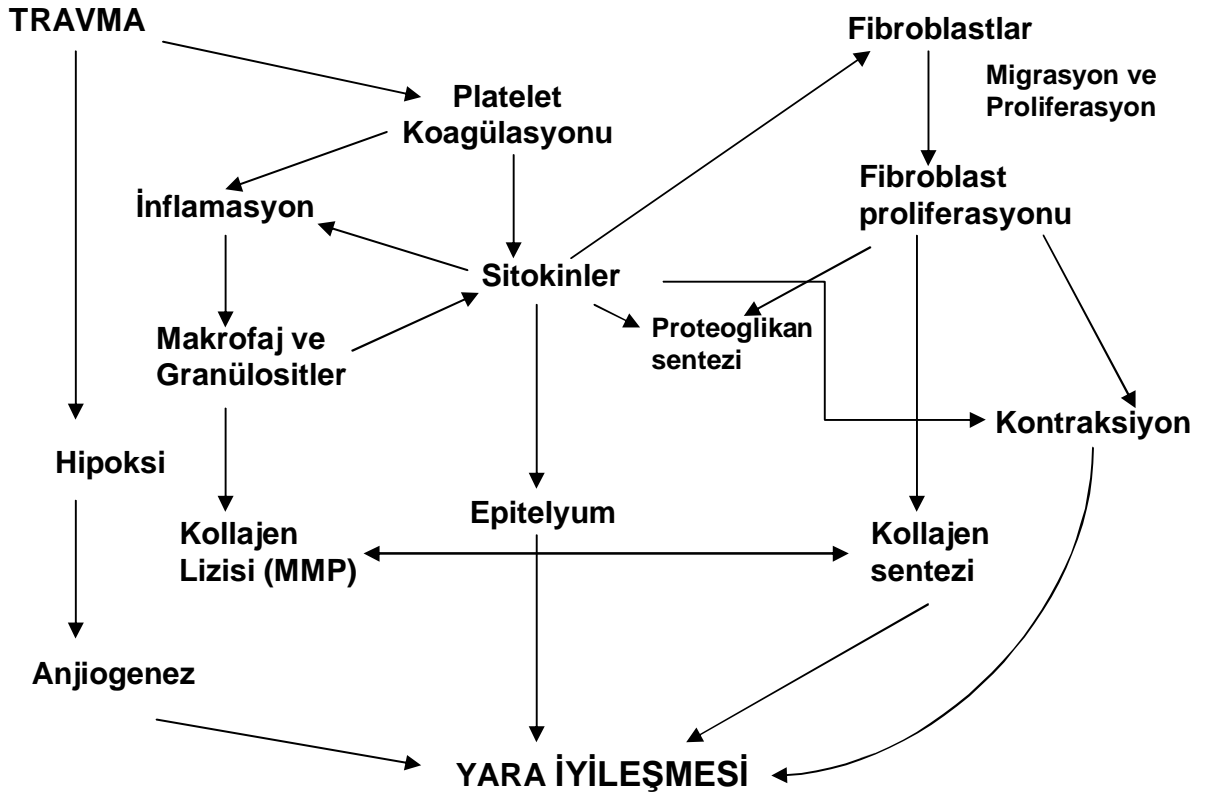 TRAVMA
Fibroblastlar
Migrasyon ve
Proliferasyon
Platelet
Koagülasyonu
Fibroblast
proliferasyonu
İnflamasyon
Sitokinler
Proteoglikan
sentezi
Makrofaj ve
Granülositler
Kontraksiyon
Hipoksi
Epitelyum
Kollajen
Lizisi (MMP)
Kollajen
sentezi
Anjiogenez
YARA İYİLEŞMESİ